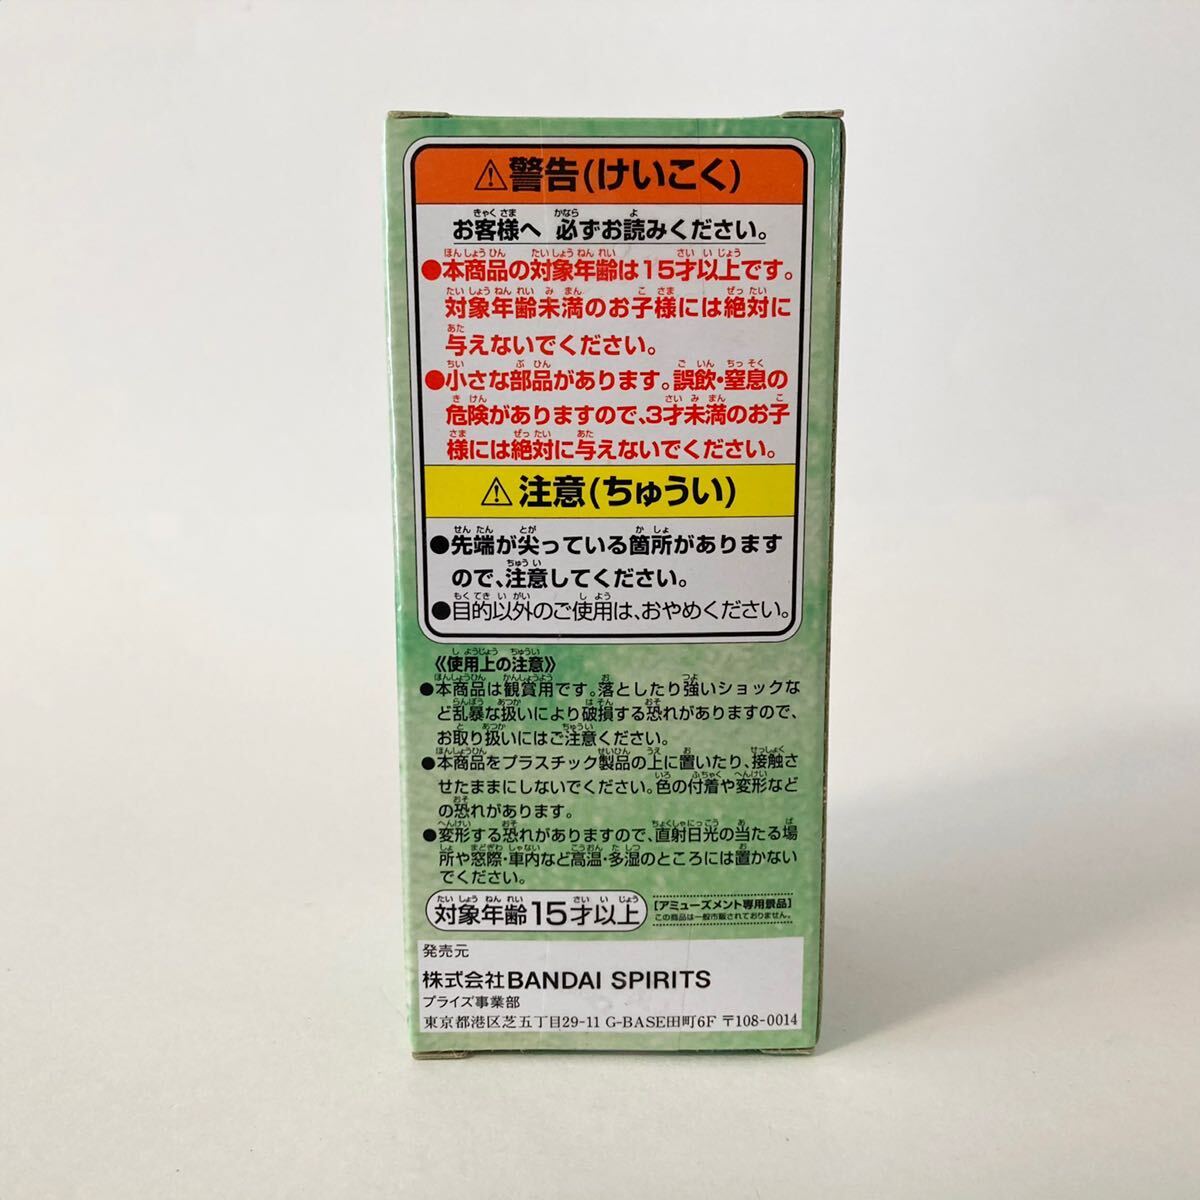 ⚠警告(けいこく)
お客様へ 必ずお読みください。
●本商品の対象年齢は15才以上です。
対象年齢未満のお子様には絶対に
与えないでください。
●小さな部品があります。誤飲・窒息の
危険がありますので、3才未満のお子
様には絶対に与えないでください。
⚠注意(ちゅうい)
●先端が尖っている箇所があります
ので、注意してください。
●目的以外のご使用は、おやめください。
《使用上の注意》
●本商品は観賞用です。落としたり強いショックな
ど乱暴な扱いにより破損する恐れがありますので、
お取り扱いにはご注意ください。
●本商品をプラスチック製品の上に置いたり、接触さ
せたままにしないでください。色の付着や変形など
の恐れがあります。
●変形する恐れがありますので、直射日光の当たる場
所や窓際・車内など高温・多湿のところには置かない
でください。
対象年齢15才以上
[アミューズメント専用景品]
この商品は一般市販されておりません。
発売元
株式会社BANDAI SPIRITS
プライズ事業部
東京都港区芝五丁目29-11 G-BASE田町6F 〒108-0014